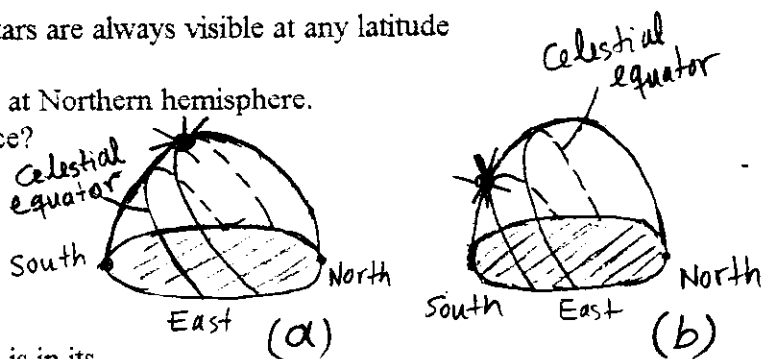 tars are always visible at any latitude
at Northern hemisphere.
ce?
Celestial
equator
South
North
East
(a)
Celestial
equator
South
East
North
(b)
is in its